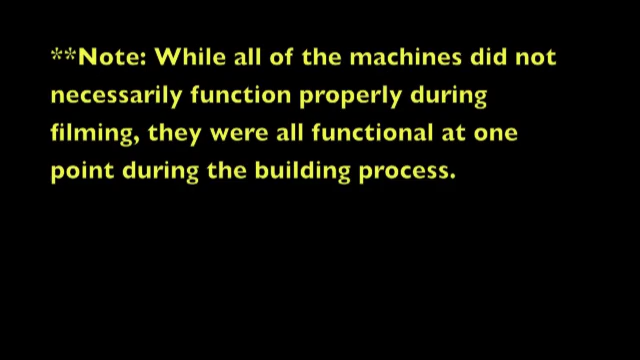 **Note: While all of the machines did not
necessarily function properly during
filming, they were all functional at one
point during the building process.